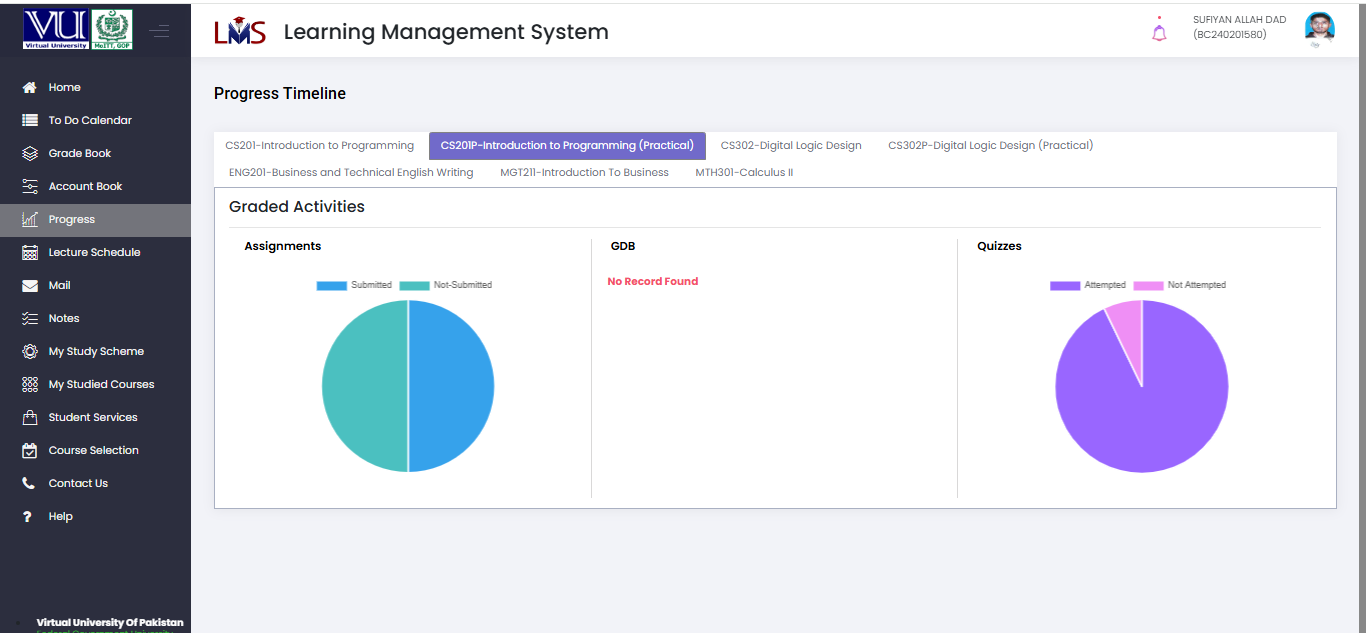 VU
Virtual University
MoITT, GOP
LMS
Learning Management System
SUFIYAN ALLAH DAD
(BC240201580)
Home
To Do Calendar
Grade Book
Account Book
Progress
Lecture Schedule
Mail
Notes
My Study Scheme
My Studied Courses
Student Services
Course Selection
Contact Us
Help
Virtual University Of Pakistan
Federal Government University
Progress Timeline
CS201-Introduction to Programming
CS201P-Introduction to Programming (Practical)
CS302-Digital Logic Design
CS302P-Digital Logic Design (Practical)
ENG201-Business and Technical English Writing
MGT211-Introduction To Business
MTH301-Calculus II
Graded Activities
Assignments
Submitted
Not-Submitted
GDB
No Record Found
Quizzes
Attempted
Not Attempted